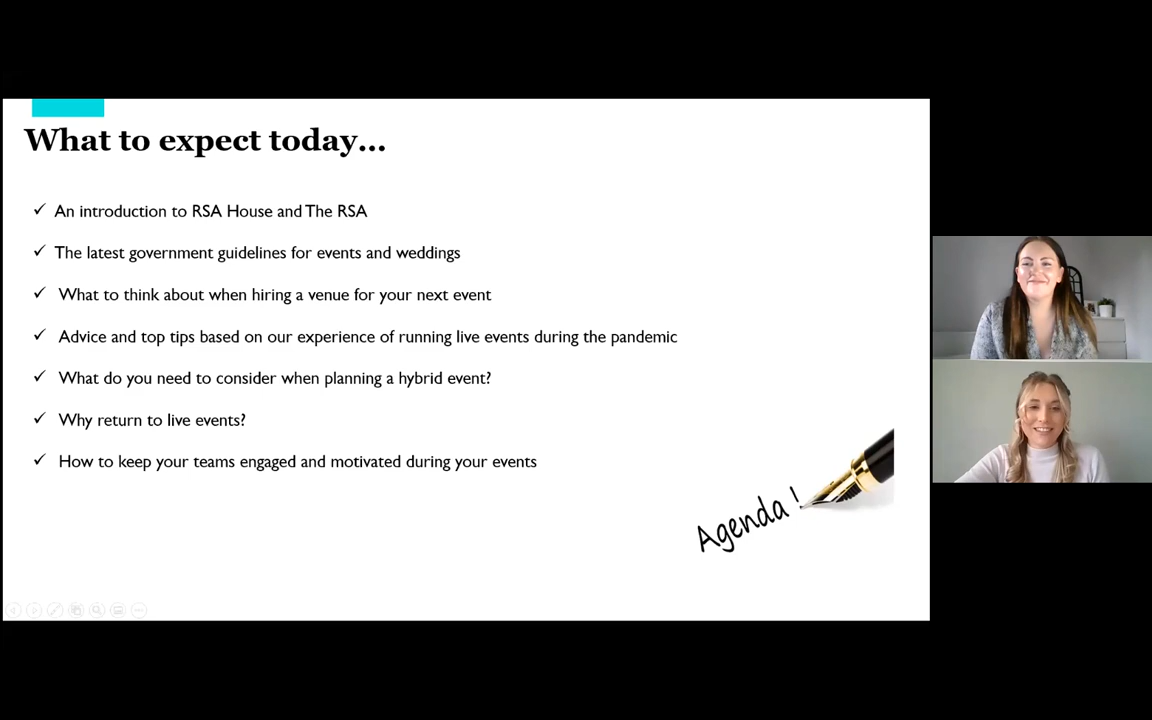 What to expect today...
✓ An introduction to RSA House and The RSA
✓ The latest government guidelines for events and weddings
✓ What to think about when hiring a venue for your next event
✓ Advice and top tips based on our experience of running live events during the pandemic
✓ What do you need to consider when planning a hybrid event?
✓ Why return to live events?
✓ How to keep your teams engaged and motivated during your events
Agenda !